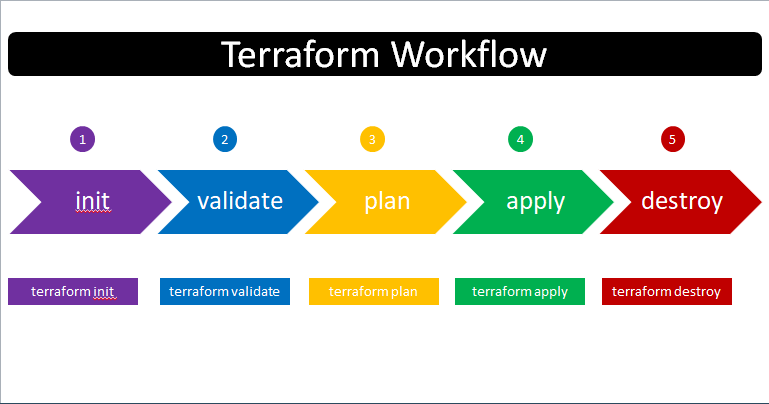 Terraform Workflow
1
2
3
4
5
init
validate
plan
apply
destroy
terraform init
terraform validate
terraform plan
terraform apply
terraform destroy